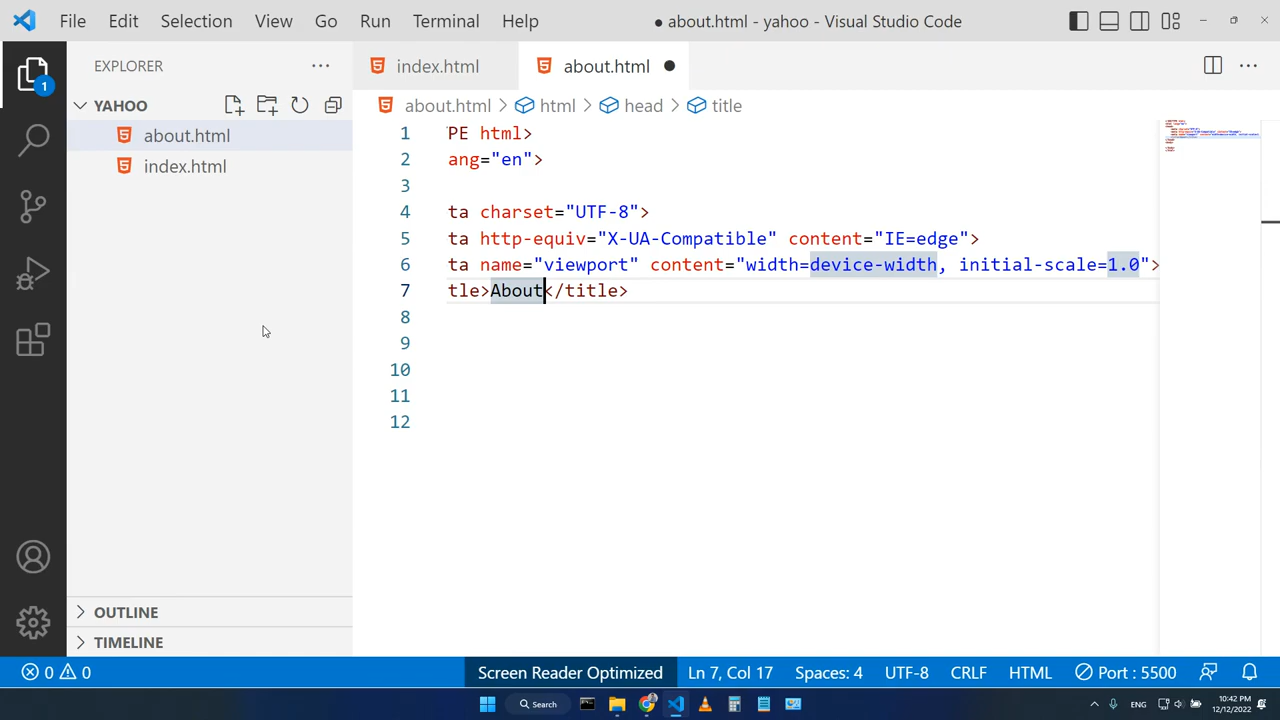 File Edit Selection View Go Run Terminal Help ● about.html - yahoo - Visual Studio Code
EXPLORER
1
YAHOO
about.html
index.html
OUTLINE
TIMELINE
index.html about.html
about.html > html > head > title
1 PE html>
2 ang="en">
3
4 ta charset="UTF-8">
5 ta http-equiv="X-UA-Compatible" content="IE=edge">
6 ta name="viewport" content="width=device-width, initial-scale=1.0">
7 tle>About</title>
8
9
10
11
12
0 0 Screen Reader Optimized Ln 7, Col 17 Spaces: 4 UTF-8 CRLF HTML Port : 5500
Search ENG 10:42 PM
12/12/2022